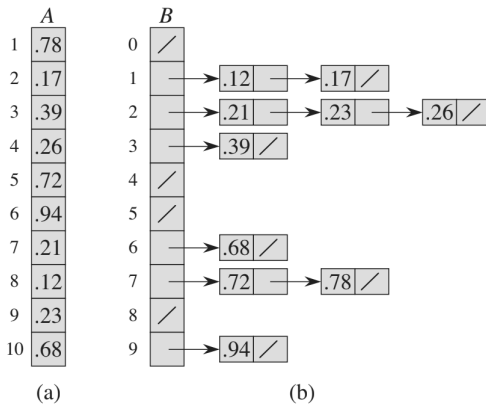 A B
1 .78 0 /
2 .17 1 .12 .17 /
3 .39 2 .21 .23 .26 /
4 .26 3 .39 /
5 .72 4 /
6 .94 5 /
7 .21 6 .68 /
8 .12 7 .72 .78 /
9 .23 8 /
10 .68 9 .94 /
(a) (b)